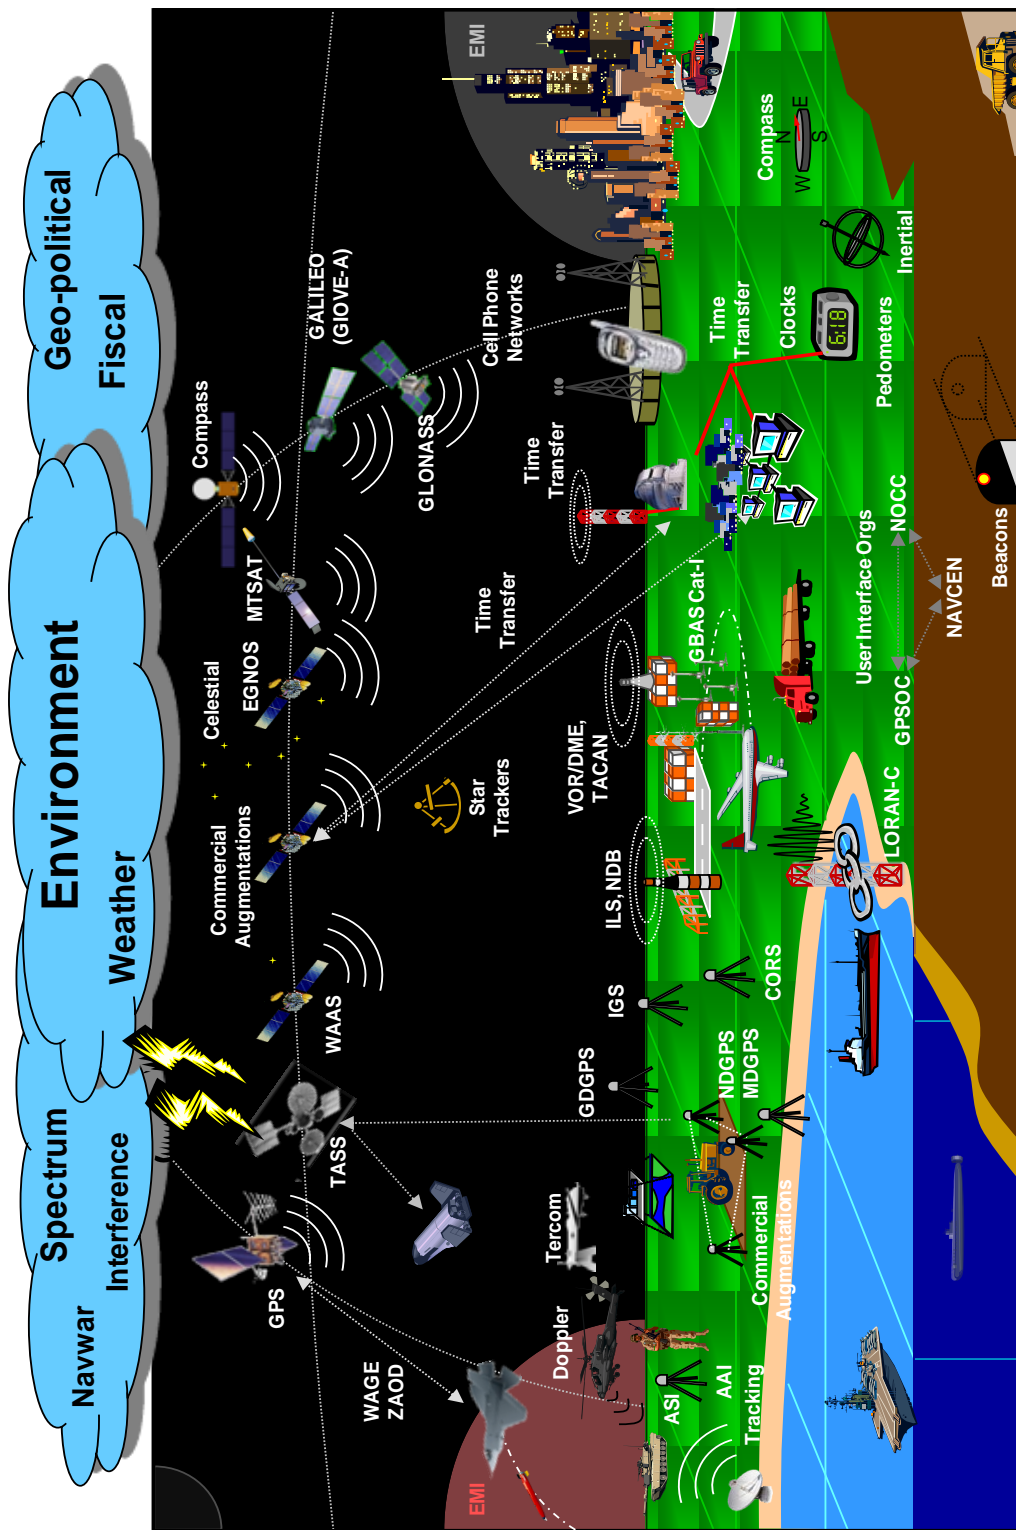 Spectrum
Interference
Navwar
Environment
Weather
Geo-political
Fiscal
GPS
TASS
WAAS
Commercial
Augmentations
Celestial
EGNOS
MTSAT
Compass
GALILEO
(GIOVE-A)
GLONASS
WAGE
ZAOD
Star
Trackers
Time
Transfer
Time
Transfer
Cell Phone
Networks
EMI
EMI
Doppler
Tercom
GDGPS
IGS
ILS, NDB
VOR/DME,
TACAN
GBAS Cat-I
Time
Transfer
Clocks
6:18
Compass
N
E
S
W
ASI
AAI
Tracking
Commercial
Augmentations
NDGPS
MDGPS
CORS
LORAN-C
User Interface Orgs
GPSOC
NOCC
NAVCEN
Pedometers
Inertial
Beacons